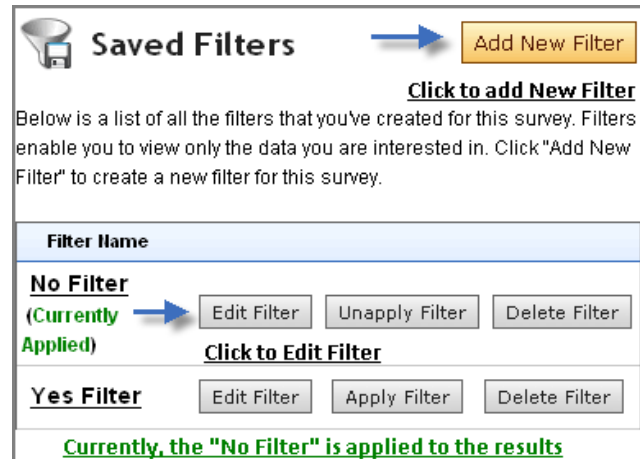 Saved Filters
Add New Filter
Click to add New Filter
Below is a list of all the filters that you've created for this survey. Filters
enable you to view only the data you are interested in. Click "Add New
Filter" to create a new filter for this survey.
Filter Name
No Filter
(Currently
Applied)
Edit Filter
Unapply Filter
Delete Filter
Click to Edit Filter
Yes Filter
Edit Filter
Apply Filter
Delete Filter
Currently, the "No Filter" is applied to the results